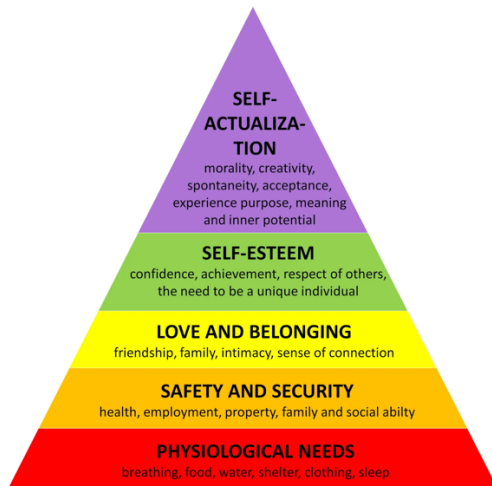 SELF-
ACTUALIZA-
TION
morality, creativity,
spontaneity, acceptance,
experience purpose, meaning
and inner potential
SELF-ESTEEM
confidence, achievement, respect of others,
the need to be a unique individual
LOVE AND BELONGING
friendship, family, intimacy, sense of connection
SAFETY AND SECURITY
health, employment, property, family and social abilty
PHYSIOLOGICAL NEEDS
breathing, food, water, shelter, clothing, sleep